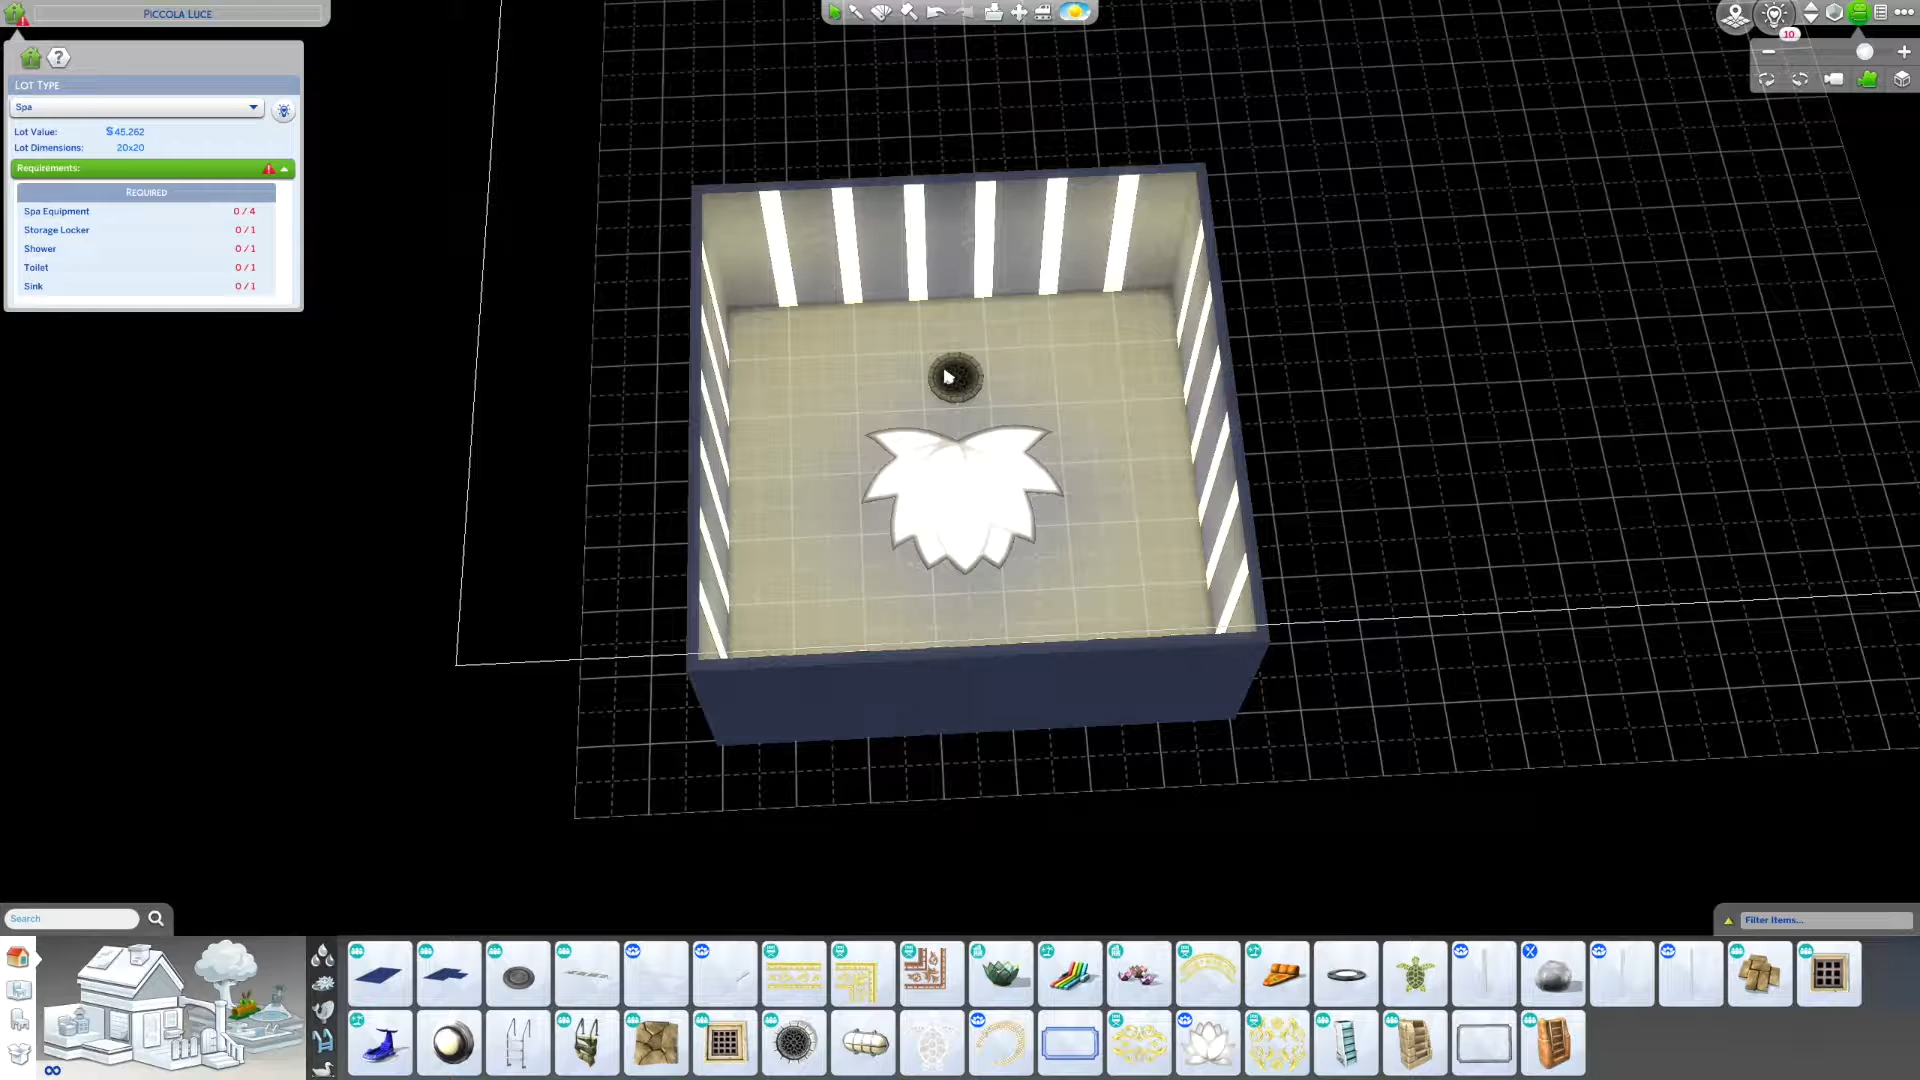 Piccola Luce
10
Lot Type
Spa
Lot Value: §45,262
Lot Dimensions: 20x20
Requirements:
Required
Spa Equipment 0 / 4
Storage Locker 0 / 1
Shower 0 / 1
Toilet 0 / 1
Sink 0 / 1
Search
Filter Items...